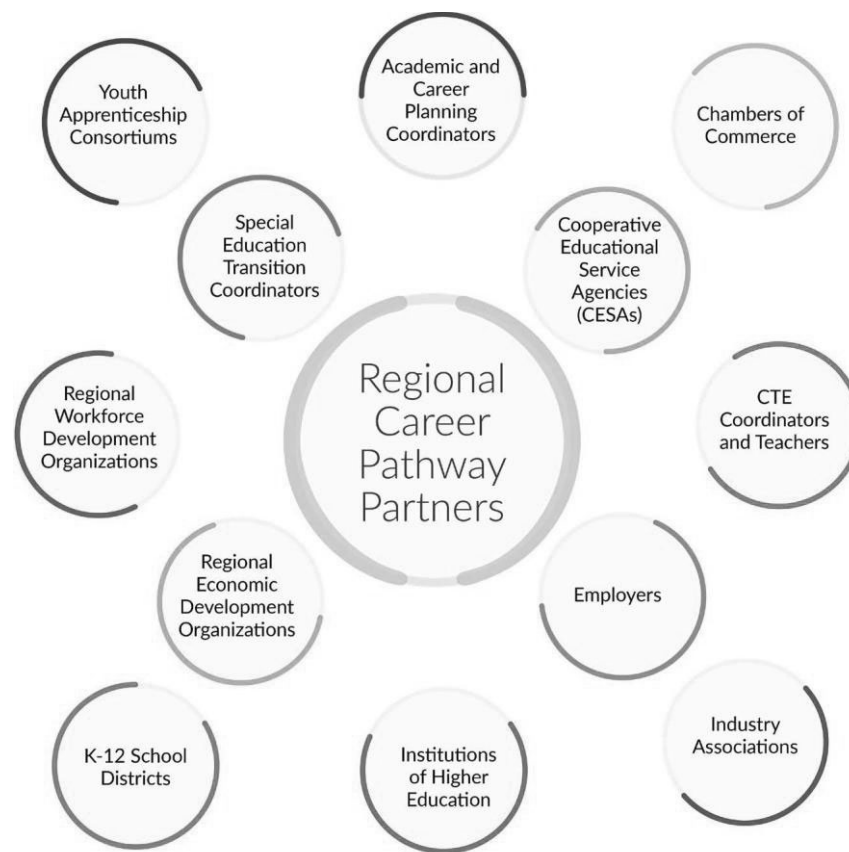 Youth
Apprenticeship
Consortiums
Academic and
Career
Planning
Coordinators
Chambers of
Commerce
Special
Education
Transition
Coordinators
Cooperative
Educational
Service
Agencies
(CESAs)
Regional
Career
Pathway
Partners
Regional
Workforce
Development
Organizations
CTE
Coordinators
and Teachers
Regional
Economic
Development
Organizations
Employers
K-12 School
Districts
Institutions
of Higher
Education
Industry
Associations